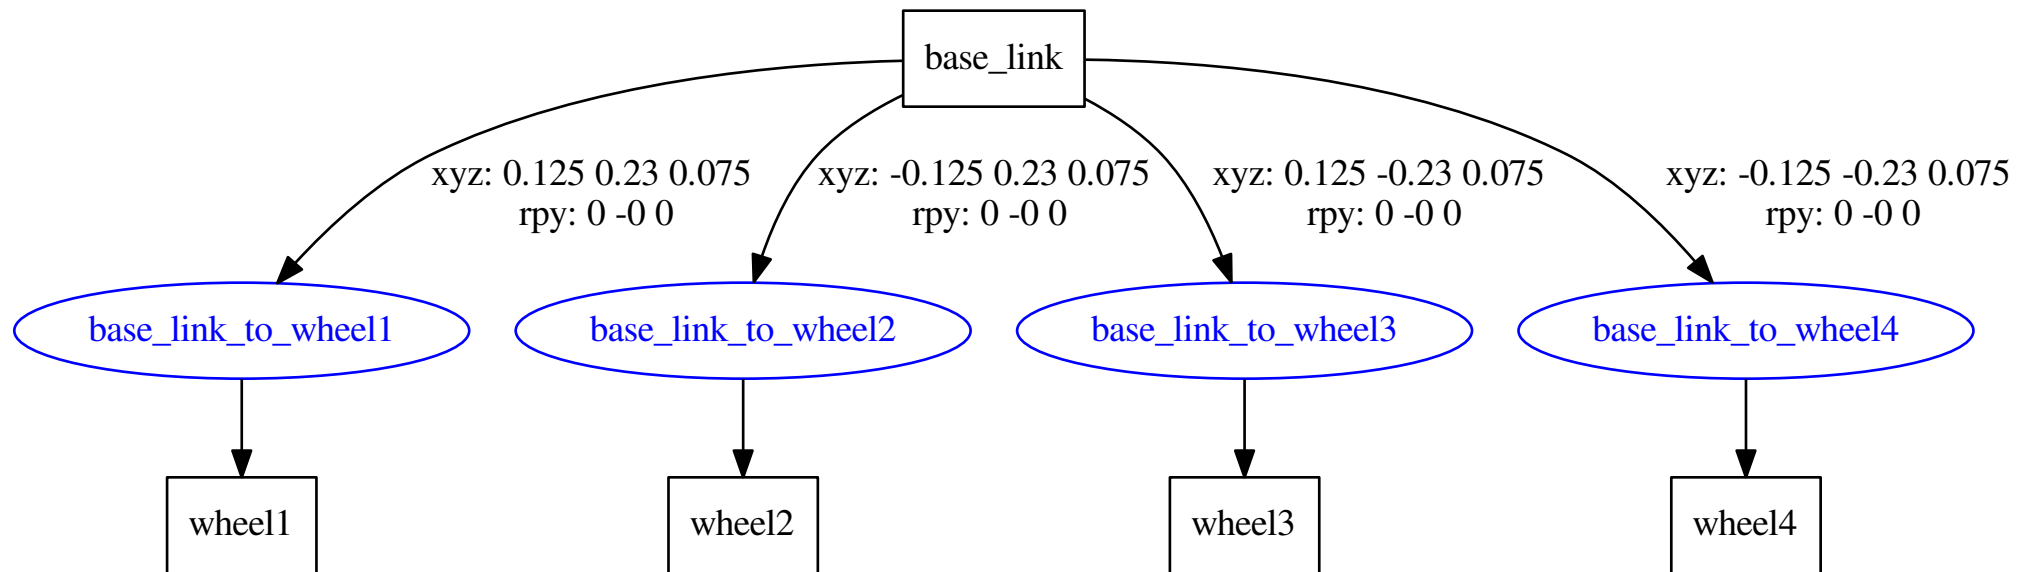 base_link
xyz: 0.125 0.23 0.075
rpy: 0 -0 0
xyz: -0.125 0.23 0.075
rpy: 0 -0 0
xyz: 0.125 -0.23 0.075
rpy: 0 -0 0
xyz: -0.125 -0.23 0.075
rpy: 0 -0 0
base_link_to_wheel1
base_link_to_wheel2
base_link_to_wheel3
base_link_to_wheel4
wheel1
wheel2
wheel3
wheel4